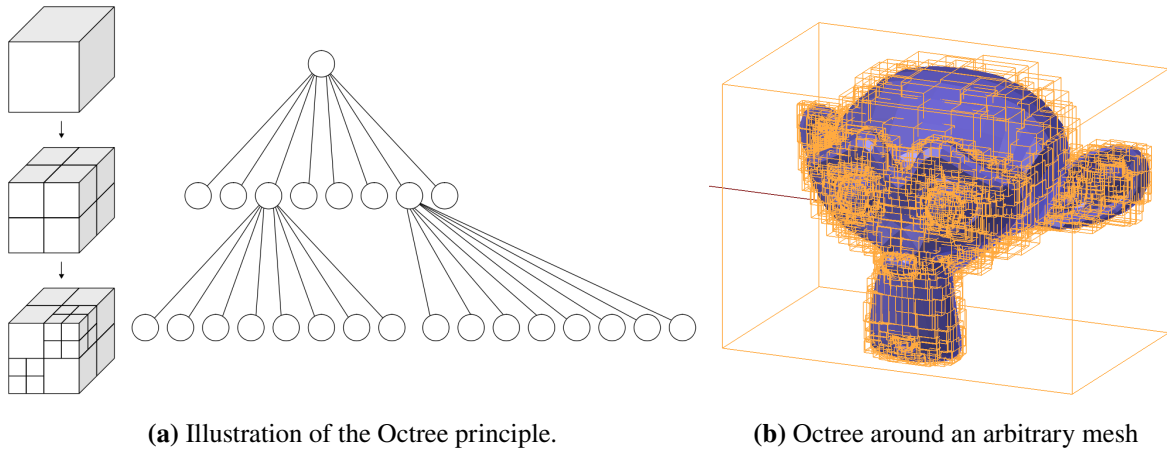 (a) Illustration of the Octree principle.
(b) Octree around an arbitrary mesh